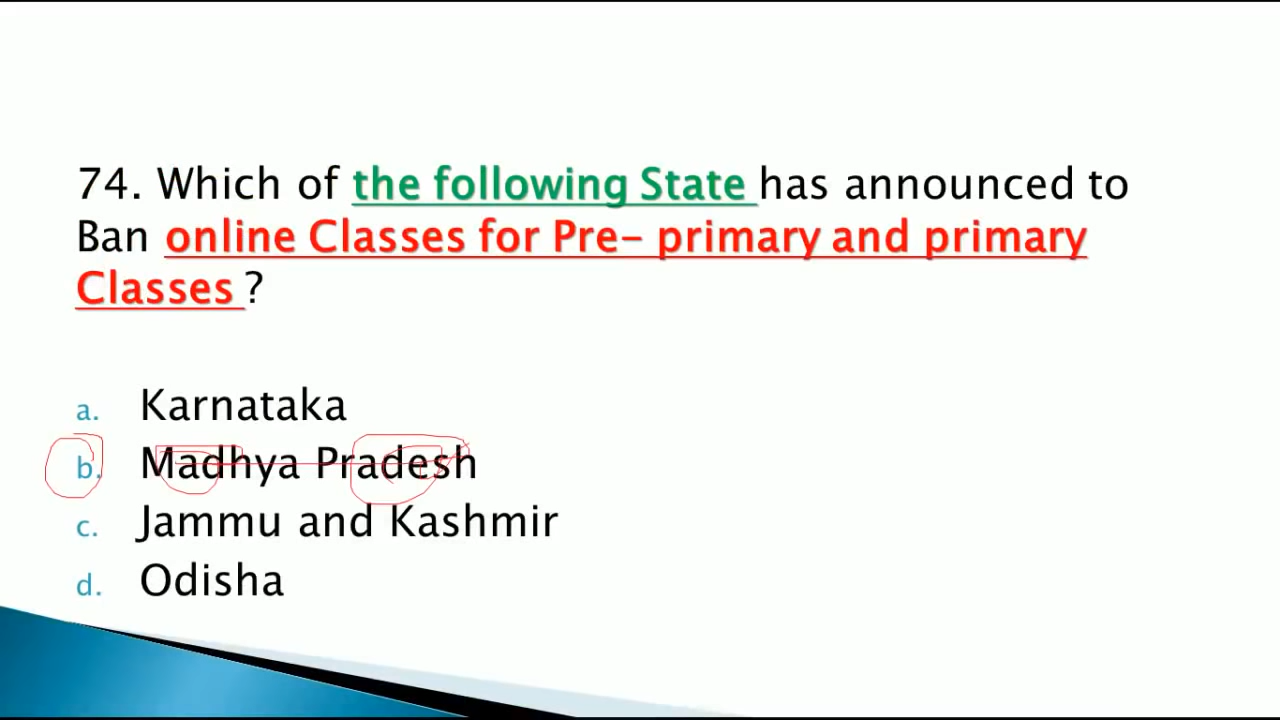 74. Which of the following State has announced to
Ban online Classes for Pre- primary and primary
Classes ?
a. Karnataka
b. Madhya Pradesh
c. Jammu and Kashmir
d. Odisha